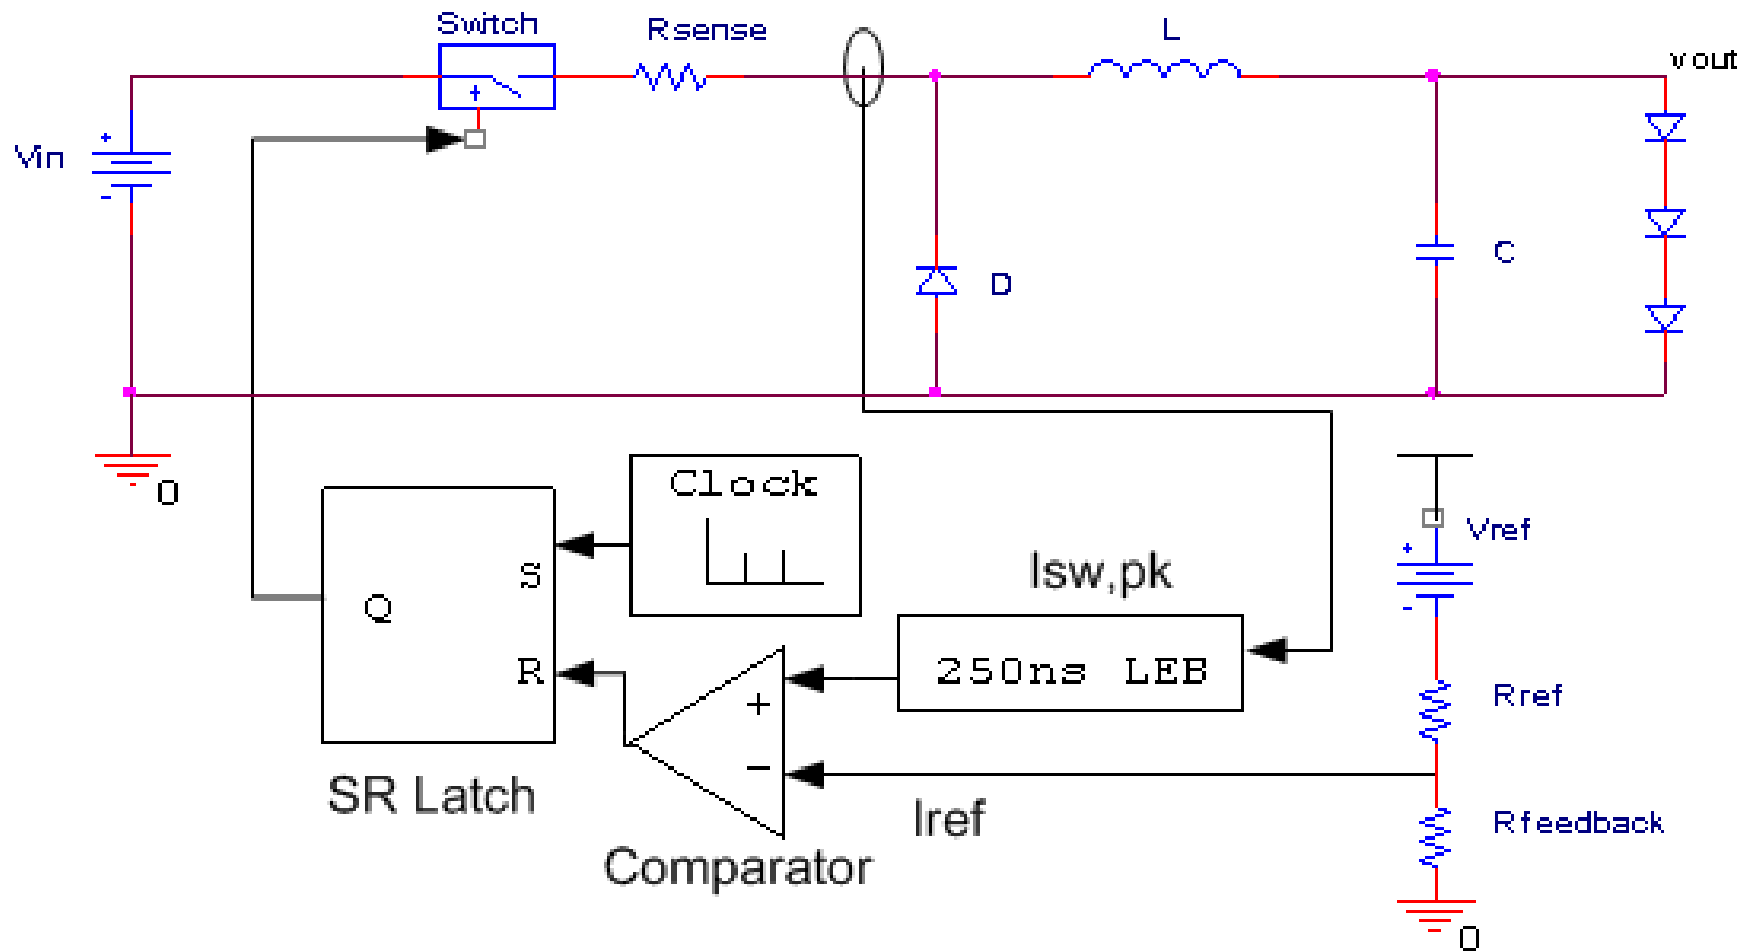 Switch
Rsense
L
vout
+
+
Vin
-
D
C
0
Clock
Vref
+
-
S
Q
Isw,pk
R
250ns LEB
+
Rref
-
SR Latch
Iref
Rfeedback
Comparator
0